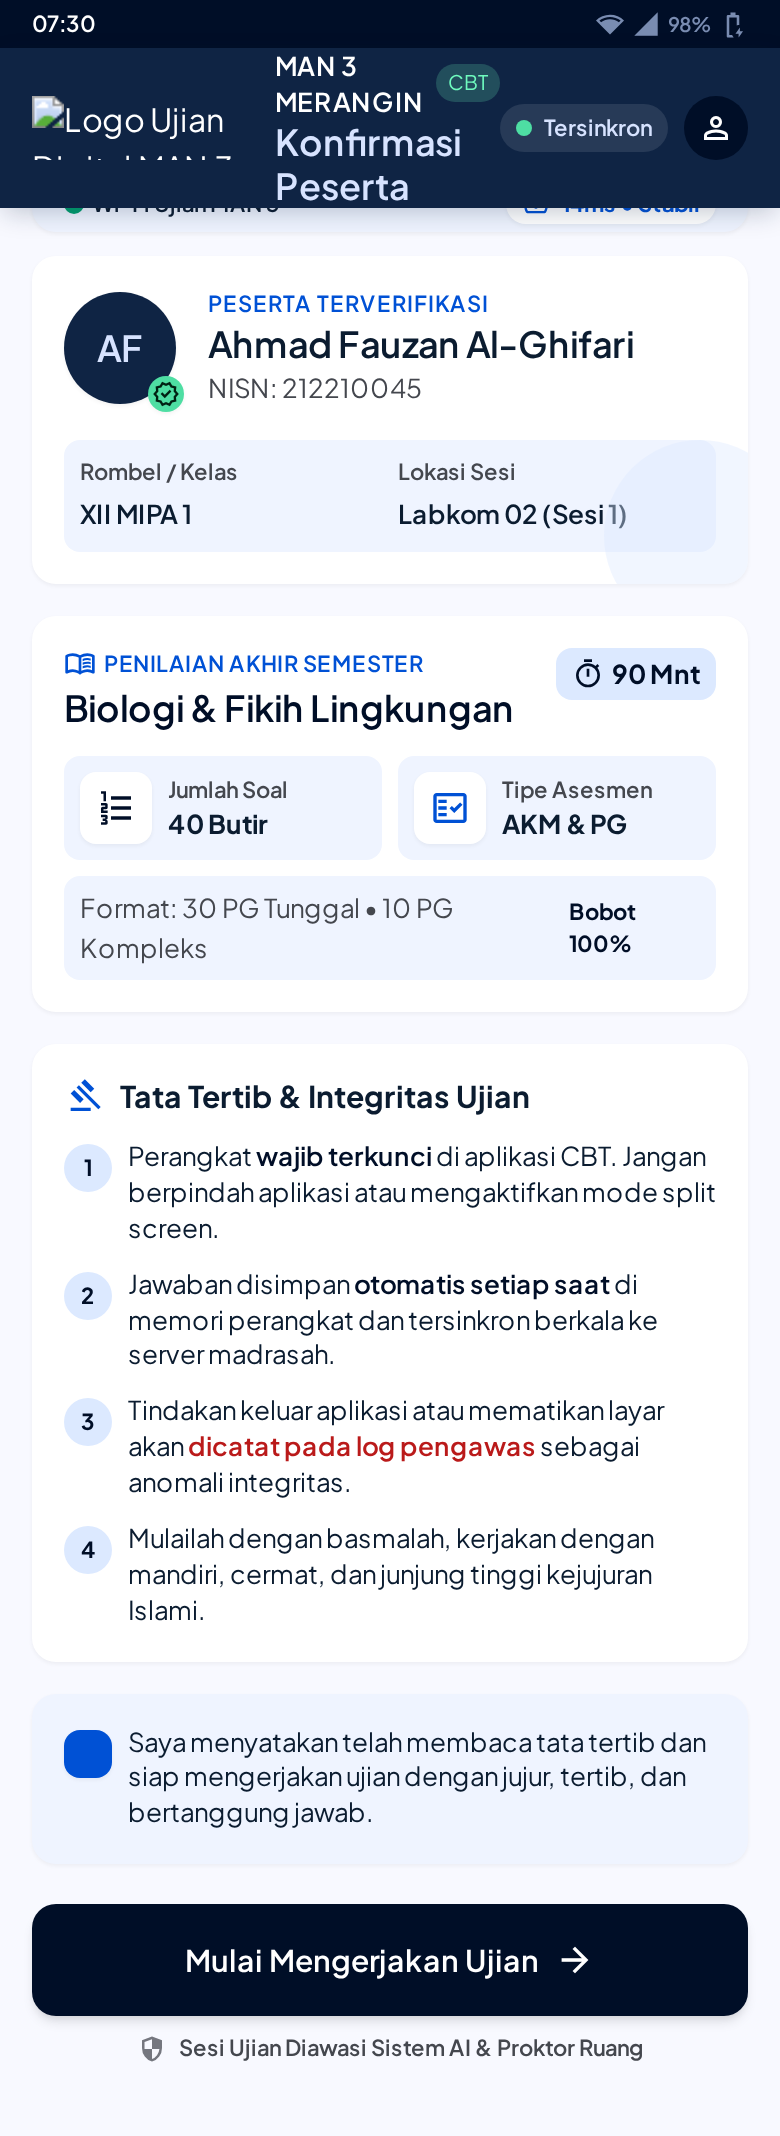 07:30
98%
Logo Ujian
MAN 3
MERANGIN
CBT
Konfirmasi
Peserta
Tersinkron
AF
PESERTA TERVERIFIKASI
Ahmad Fauzan Al-Ghifari
NISN: 212210045
Rombel / Kelas
XII MIPA 1
Lokasi Sesi
Labkom 02 (Sesi 1)
PENILAIAN AKHIR SEMESTER
Biologi & Fikih Lingkungan
90 Mnt
Jumlah Soal
40 Butir
Tipe Asesmen
AKM & PG
Format: 30 PG Tunggal • 10 PG
Kompleks
Bobot
100%
Tata Tertib & Integritas Ujian
1
Perangkat wajib terkunci di aplikasi CBT. Jangan
berpindah aplikasi atau mengaktifkan mode split
screen.
2
Jawaban disimpan otomatis setiap saat di
memori perangkat dan tersinkron berkala ke
server madrasah.
3
Tindakan keluar aplikasi atau mematikan layar
akan dicatat pada log pengawas sebagai
anomali integritas.
4
Mulailah dengan basmalah, kerjakan dengan
mandiri, cermat, dan junjung tinggi kejujuran
Islami.
Saya menyatakan telah membaca tata tertib dan
siap mengerjakan ujian dengan jujur, tertib, dan
bertanggung jawab.
Mulai Mengerjakan Ujian
Sesi Ujian Diawasi Sistem AI & Proktor Ruang